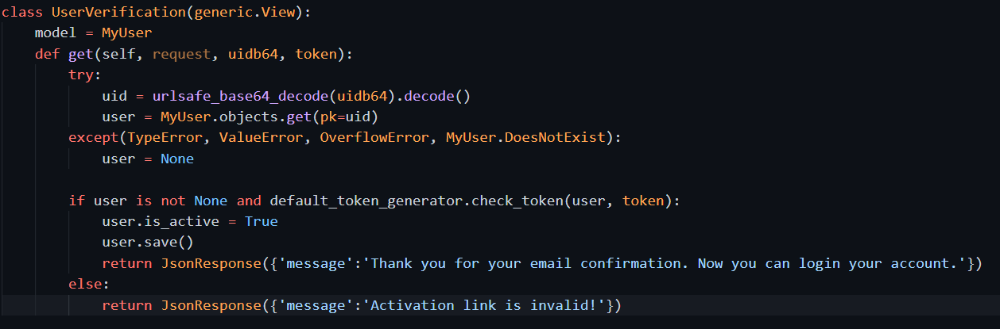 class UserVerification(generic.View):
    model = MyUser
    def get(self, request, uidb64, token):
        try:
            uid = urlsafe_base64_decode(uidb64).decode()
            user = MyUser.objects.get(pk=uid)
        except(TypeError, ValueError, OverflowError, MyUser.DoesNotExist):
            user = None

        if user is not None and default_token_generator.check_token(user, token):
            user.is_active = True
            user.save()
            return JsonResponse({'message':'Thank you for your email confirmation. Now you can login your account.'})
        else:
            return JsonResponse({'message':'Activation link is invalid!'})